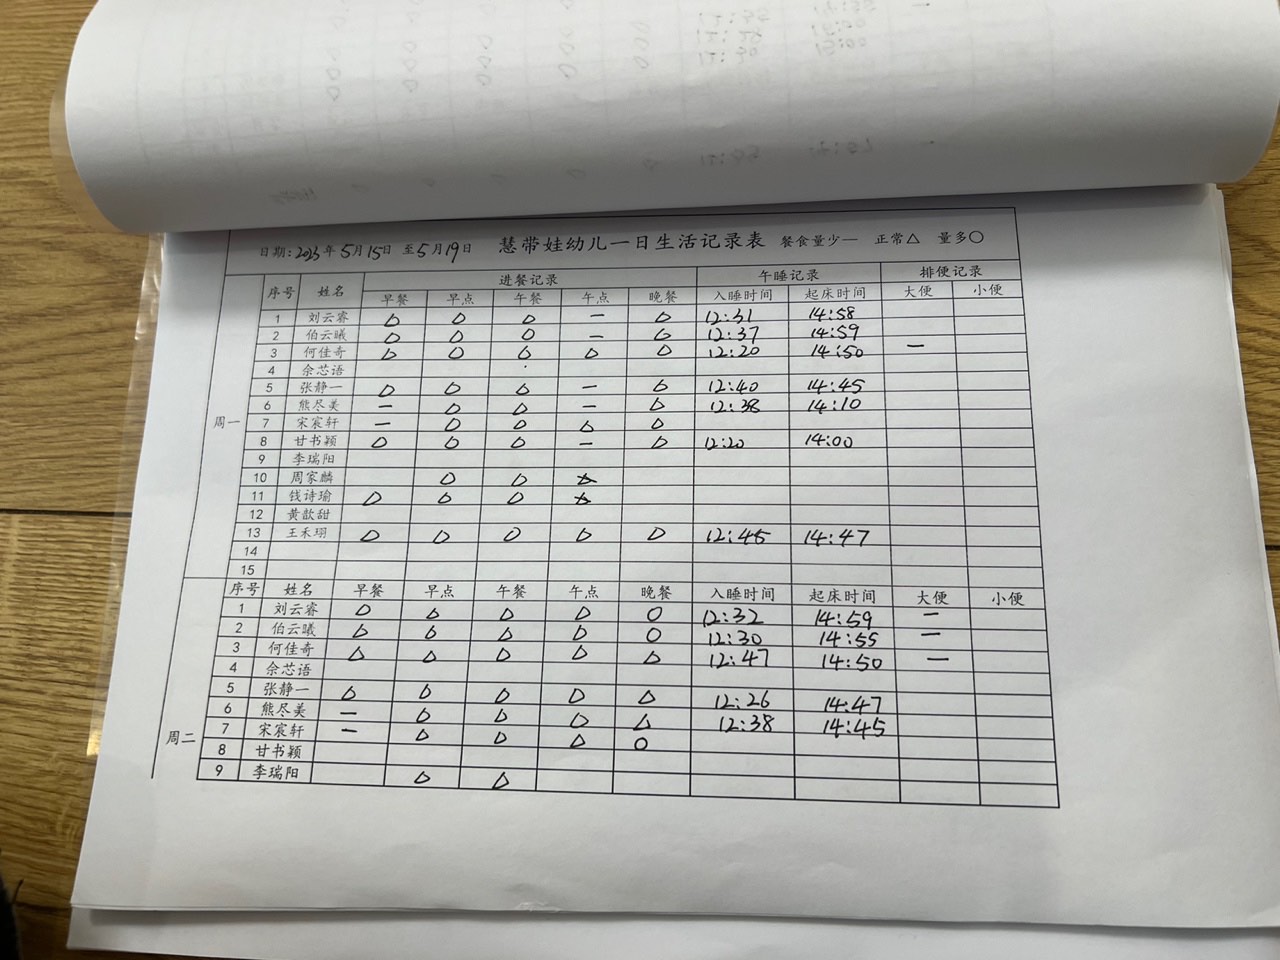 日期:2023年5月15日 至5月19日 慧带娃幼儿一日生活记录表 餐食量少— 正常△ 量多○
序号 姓名 进餐记录 午睡记录 排便记录
早餐 早点 午餐 午点 晚餐 入睡时间 起床时间 大便 小便
周一
1 刘云睿 △ △ △ — △ 12:31 14:58
2 伯云曦 △ △ ○ — △ 12:37 14:59
3 何佳奇 △ ○ △ △ △ 12:20 14:50 —
4 余芯语
5 张静一 △ △ △ — △ 12:40 14:45
6 熊尽美 — △ △ — △ 12:38 14:10
7 宋宸轩 — △ △ △ △
8 甘书颖 △ △ △ — △ 12:20 14:00
9 李瑞阳
10 周家麟 △ △
11 钱诗瑜 △ △ △
12 黄歆甜
13 王禾珝 △ △ ○ △ △ 12:45 14:47
14
15
序号 姓名 早餐 早点 午餐 午点 晚餐 入睡时间 起床时间 大便 小便
周二
1 刘云睿 △ △ △ △ ○ 12:32 14:59 —
2 伯云曦 △ △ △ △ ○ 12:30 14:55 —
3 何佳奇 △ △ △ △ △ 12:47 14:50 —
4 余芯语
5 张静一 △ △ △ △ △ 12:26 14:47
6 熊尽美 — △ △ △ △ 12:38 14:45
7 宋宸轩 — △ △ △ ○
8 甘书颖
9 李瑞阳 △ △